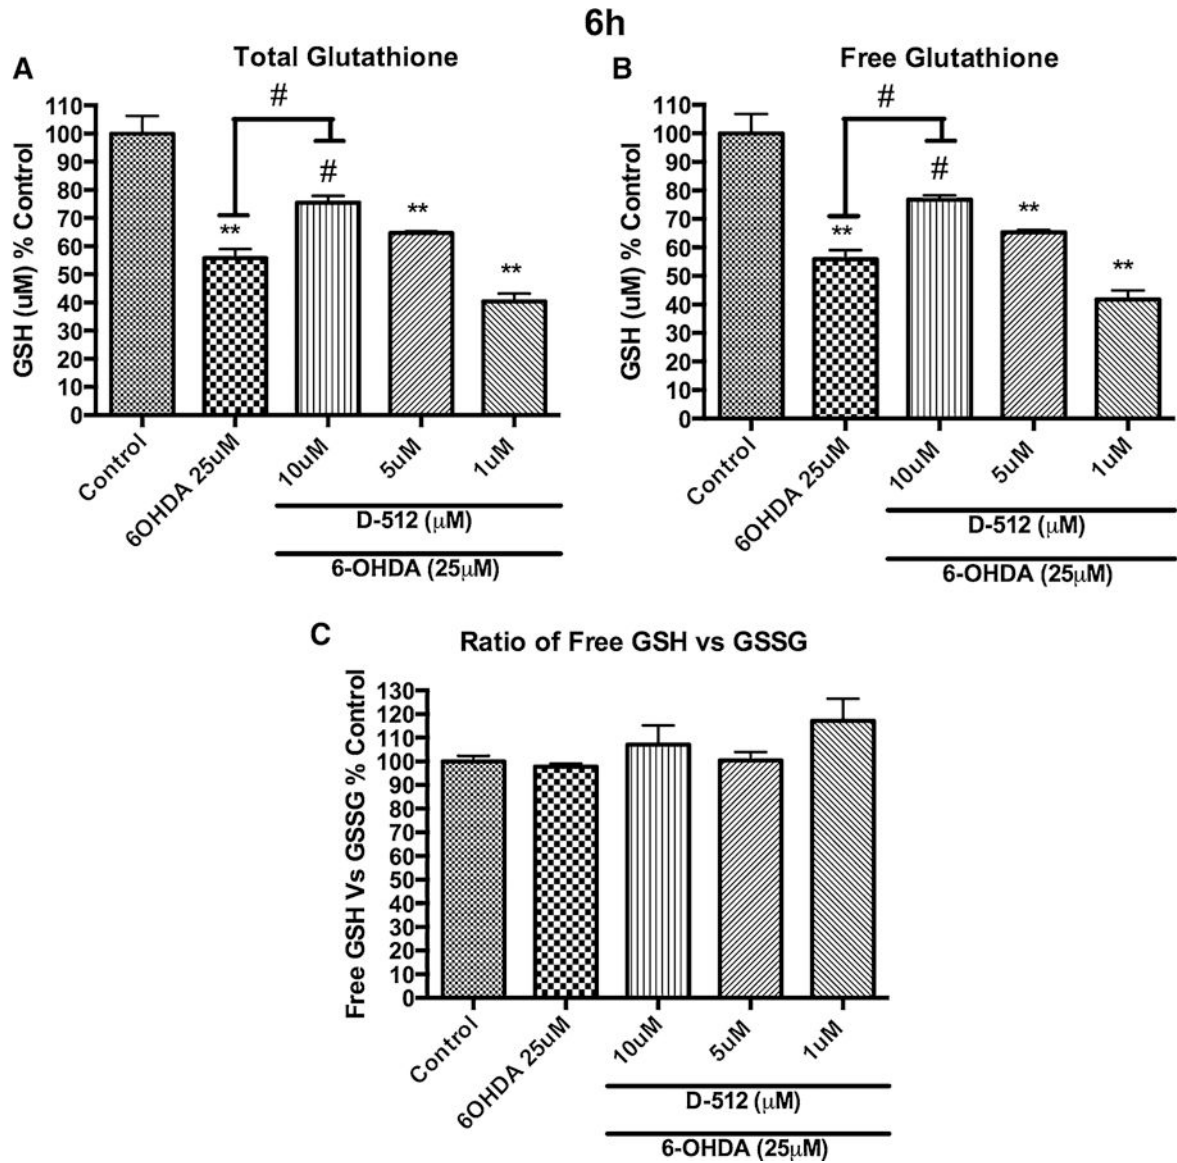 6h
A
Total Glutathione
GSH (uM) % Control
110
100
90
80
70
60
50
40
30
20
10
0
#
#
**
**
**
Control
6OHDA 25uM
10uM
5uM
1uM
D-512 (μM)
6-OHDA (25μM)
B
Free Glutathione
GSH (uM) % Control
110
100
90
80
70
60
50
40
30
20
10
0
#
#
**
**
**
Control
6OHDA 25uM
10uM
5uM
1uM
D-512 (μM)
6-OHDA (25μM)
C
Ratio of Free GSH vs GSSG
Free GSH Vs GSSG % Control
130
120
110
100
90
80
70
60
50
40
30
20
10
0
Control
6OHDA 25uM
10uM
5uM
1uM
D-512 (μM)
6-OHDA (25μM)